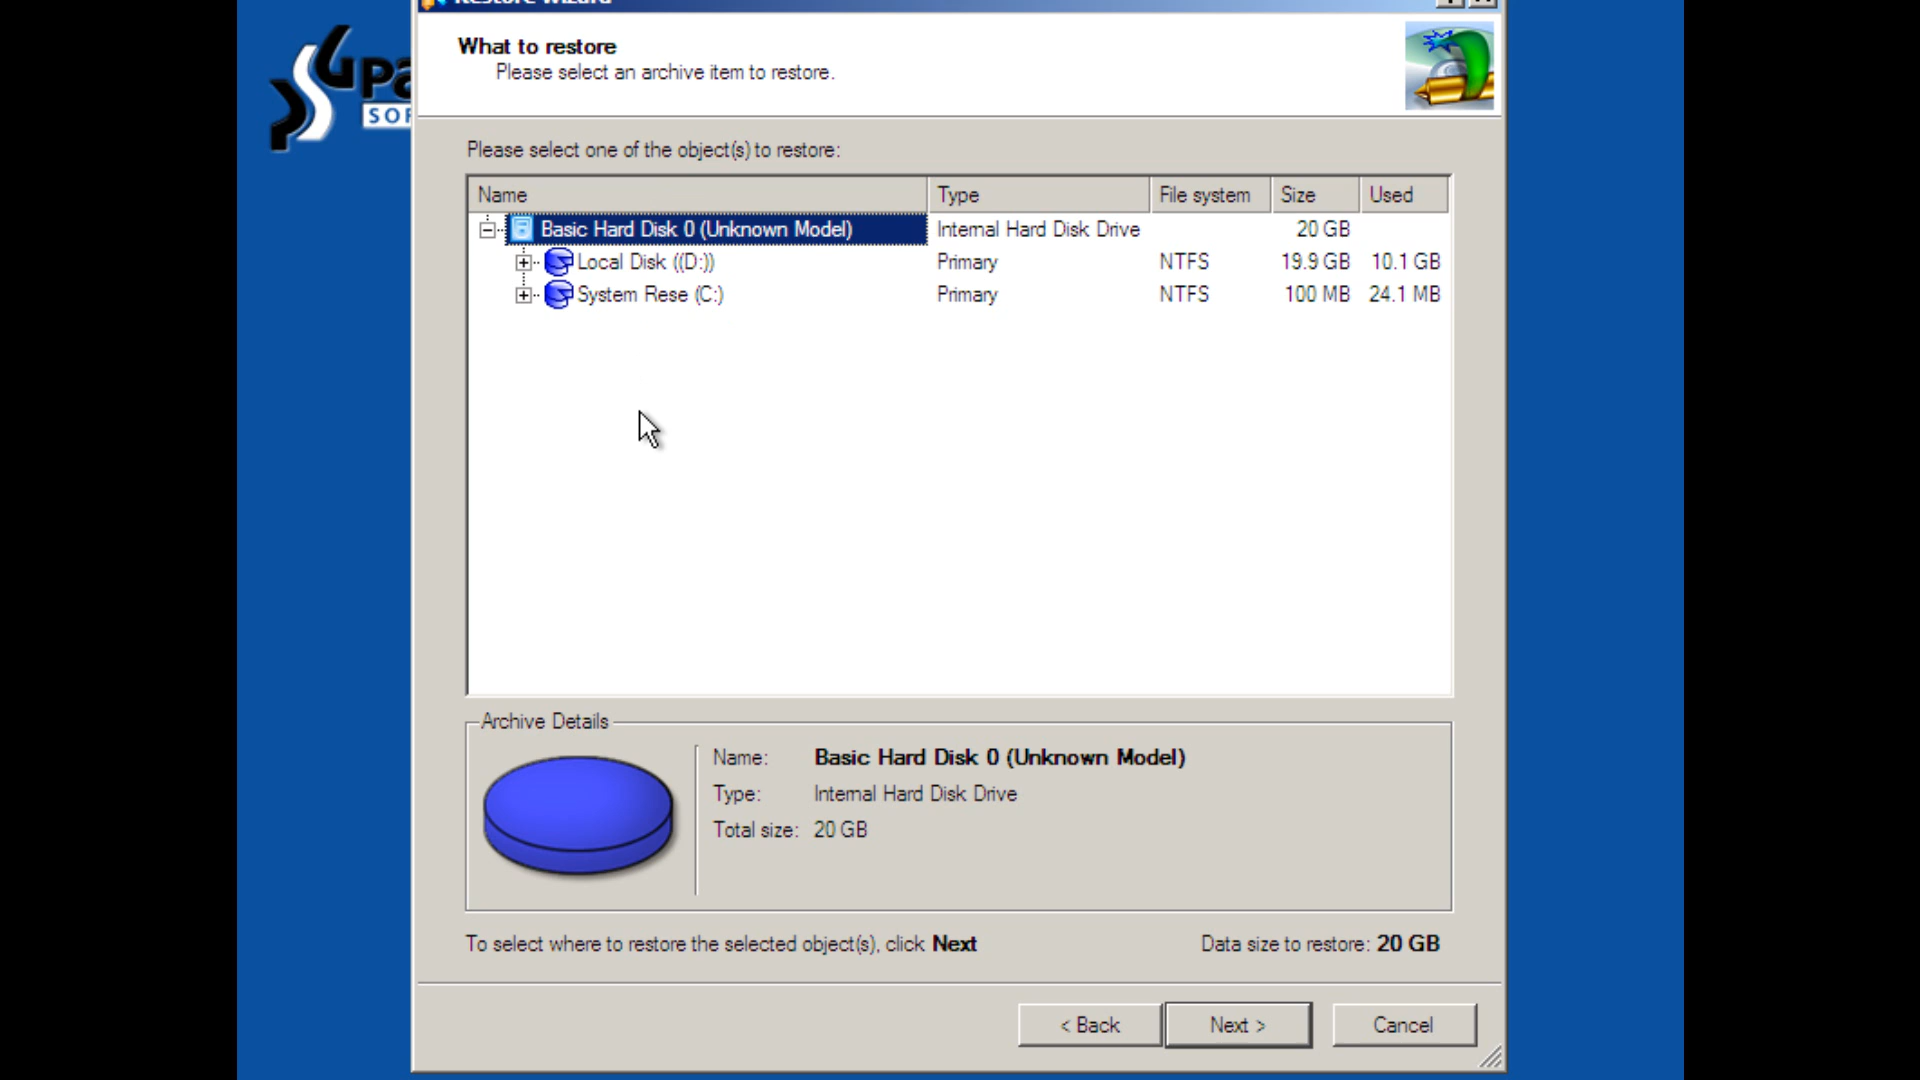 Restore Wizard
What to restore
Please select an archive item to restore.
SOF
Please select one of the object(s) to restore:
Name Type File system Size Used
Basic Hard Disk 0 (Unknown Model) Internal Hard Disk Drive 20 GB
Local Disk ((D:)) Primary NTFS 19.9 GB 10.1 GB
System Rese (C:) Primary NTFS 100 MB 24.1 MB
Archive Details
Name: Basic Hard Disk 0 (Unknown Model)
Type: Internal Hard Disk Drive
Total size: 20 GB
To select where to restore the selected object(s), click Next
Data size to restore: 20 GB
< Back Next > Cancel